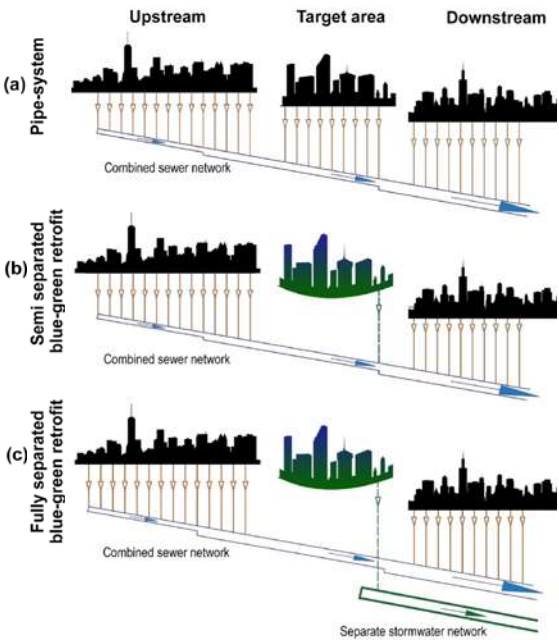 Upstream
Target area
Downstream
(a)
Pipe-system
Combined sewer network
(b)
Semi separated
blue-green retrofit
Combined sewer network
(c)
Fully separated
blue-green retrofit
Combined sewer network
Separate stormwater network